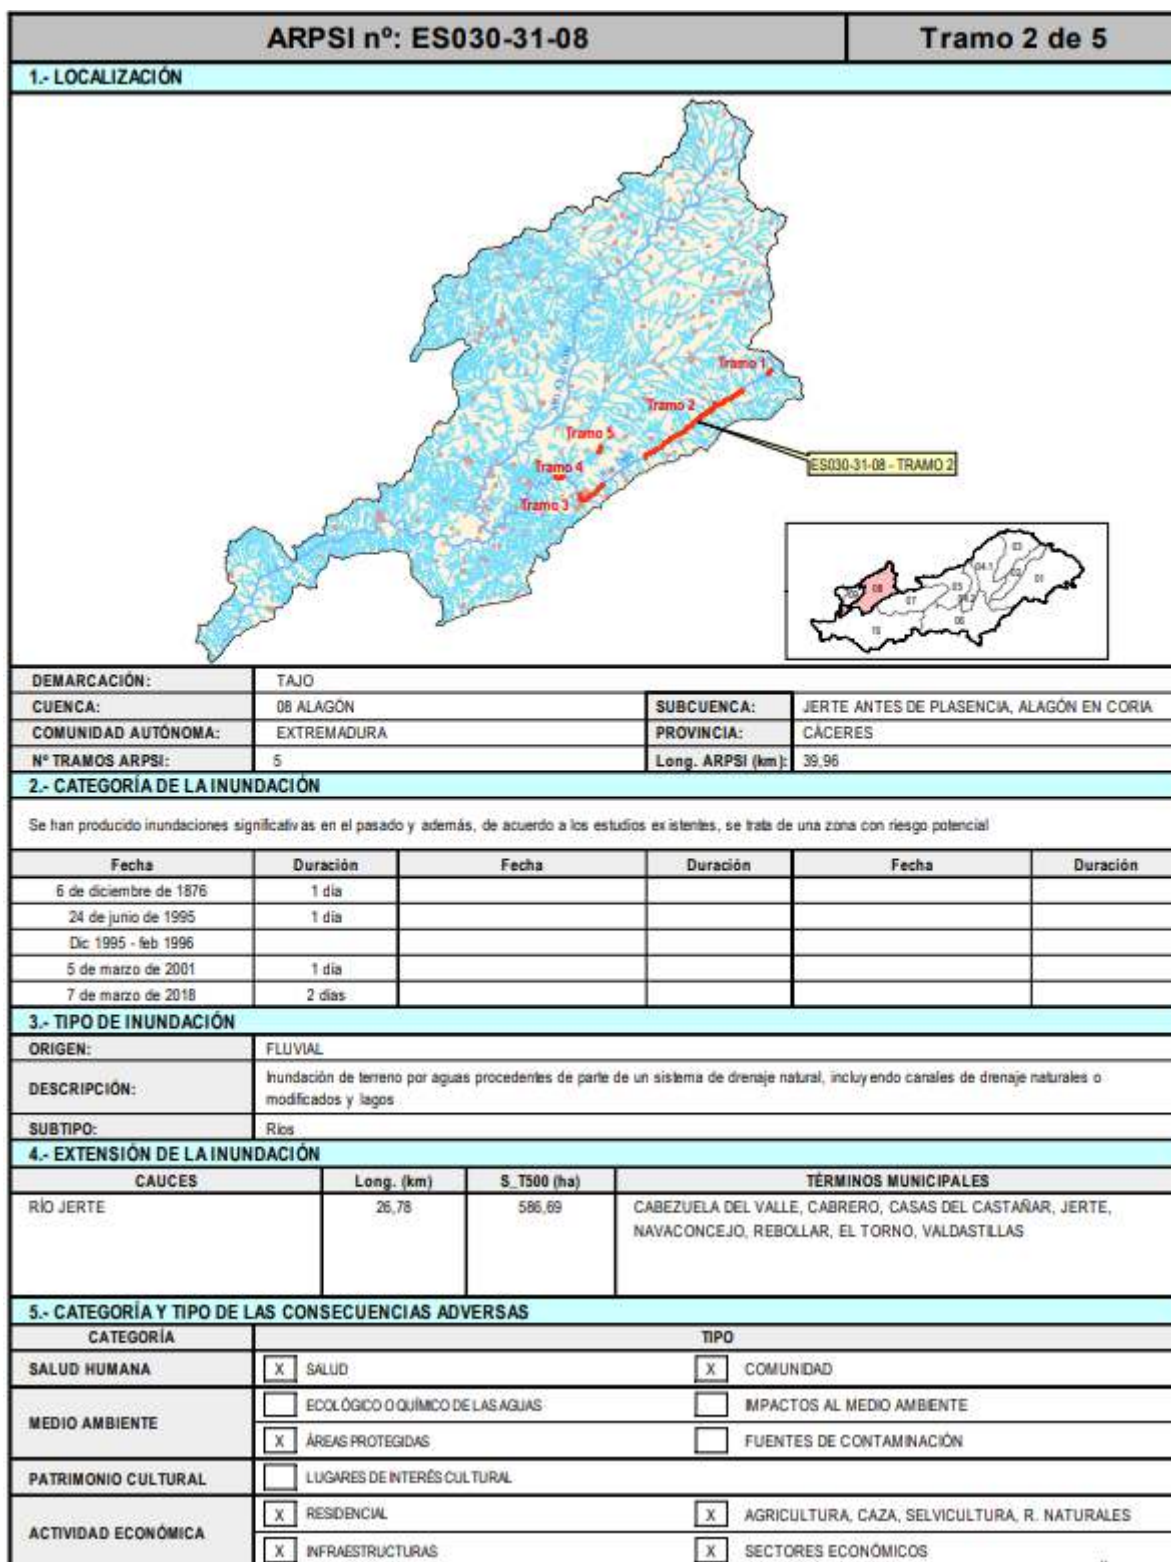 ARPSI nº: ES030-31-08 Tramo 2 de 5
1.- LOCALIZACIÓN
Tramo 1
Tramo 2
Tramo 5
Tramo 4
Tramo 3
ES030-31-08 - TRAMO 2
03
04.1
02
01
08
05
07
06
10
DEMARCACIÓN: TAJO
CUENCA: 08 ALAGÓN SUBCUENCA: JERTE ANTES DE PLASENCIA, ALAGÓN EN CORIA
COMUNIDAD AUTÓNOMA: EXTREMADURA PROVINCIA: CÁCERES
Nº TRAMOS ARPSI: 5 Long. ARPSI (km): 39,96
2.- CATEGORÍA DE LA INUNDACIÓN
Se han producido inundaciones significativas en el pasado y además, de acuerdo a los estudios existentes, se trata de una zona con riesgo potencial
Fecha Duración Fecha Duración Fecha Duración
6 de diciembre de 1876 1 día
24 de junio de 1995 1 día
Dic 1995 - feb 1996
5 de marzo de 2001 1 día
7 de marzo de 2018 2 días
3.- TIPO DE INUNDACIÓN
ORIGEN: FLUVIAL
DESCRIPCIÓN: Inundación de terreno por aguas procedentes de parte de un sistema de drenaje natural, incluyendo canales de drenaje naturales o
modificados y lagos
SUBTIPO: Ríos
4.- EXTENSIÓN DE LA INUNDACIÓN
CAUCES Long. (km) S_T500 (ha) TÉRMINOS MUNICIPALES
RÍO JERTE 26,78 586,69 CABEZUELA DEL VALLE, CABRERO, CASAS DEL CASTAÑAR, JERTE,
NAVACONCEJO, REBOLLAR, EL TORNO, VALDASTILLAS
5.- CATEGORÍA Y TIPO DE LAS CONSECUENCIAS ADVERSAS
CATEGORÍA TIPO
SALUD HUMANA X SALUD X COMUNIDAD
MEDIO AMBIENTE ECOLÓGICO O QUÍMICO DE LAS AGUAS IMPACTOS AL MEDIO AMBIENTE
X ÁREAS PROTEGIDAS FUENTES DE CONTAMINACIÓN
PATRIMONIO CULTURAL LUGARES DE INTERÉS CULTURAL
ACTIVIDAD ECONÓMICA X RESIDENCIAL X AGRICULTURA, CAZA, SELVICULTURA, R. NATURALES
X INFRAESTRUCTURAS X SECTORES ECONÓMICOS